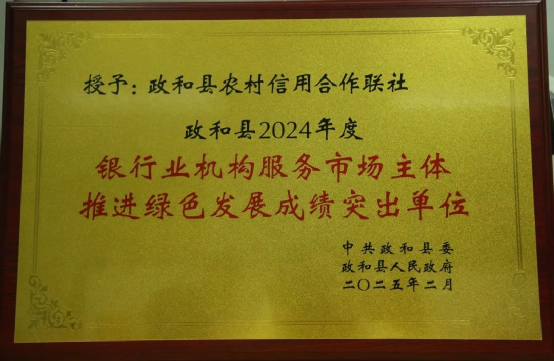 授予：政和县农村信用合作联社
政和县2024年度
银行业机构服务市场主体
推进绿色发展成绩突出单位
中共政和县委
政和县人民政府
二〇二五年二月